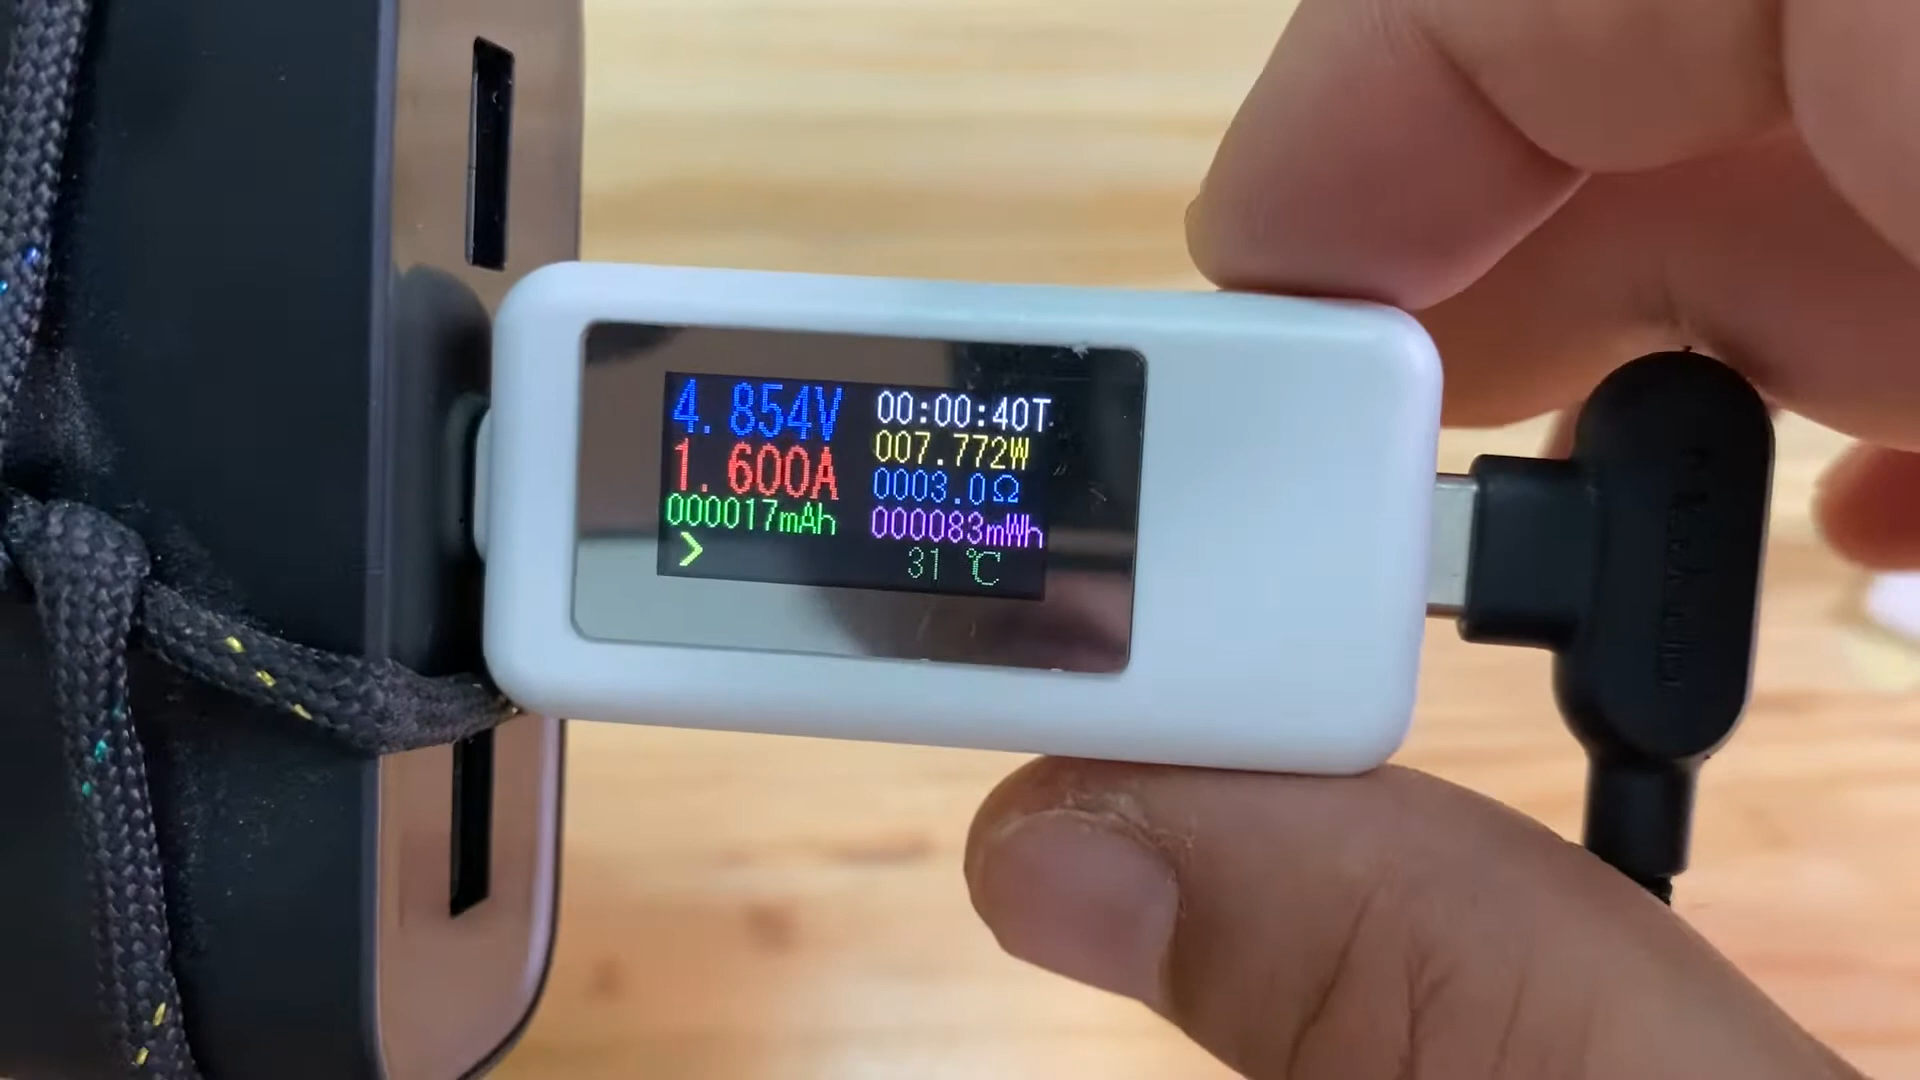 4.854V
1.600A
000017mAh
>
00:00:40T
007.772W
0003.0Ω
000083mWh
31 ℃